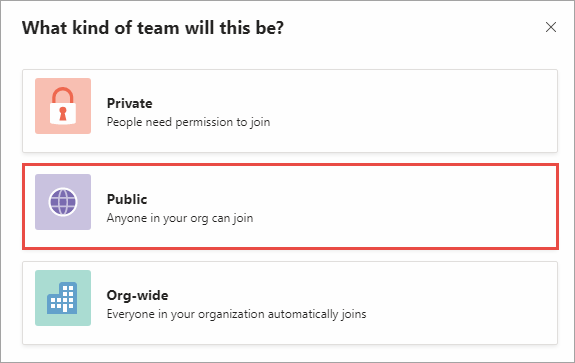 What kind of team will this be?
Private
People need permission to join
Public
Anyone in your org can join
Org-wide
Everyone in your organization automatically joins